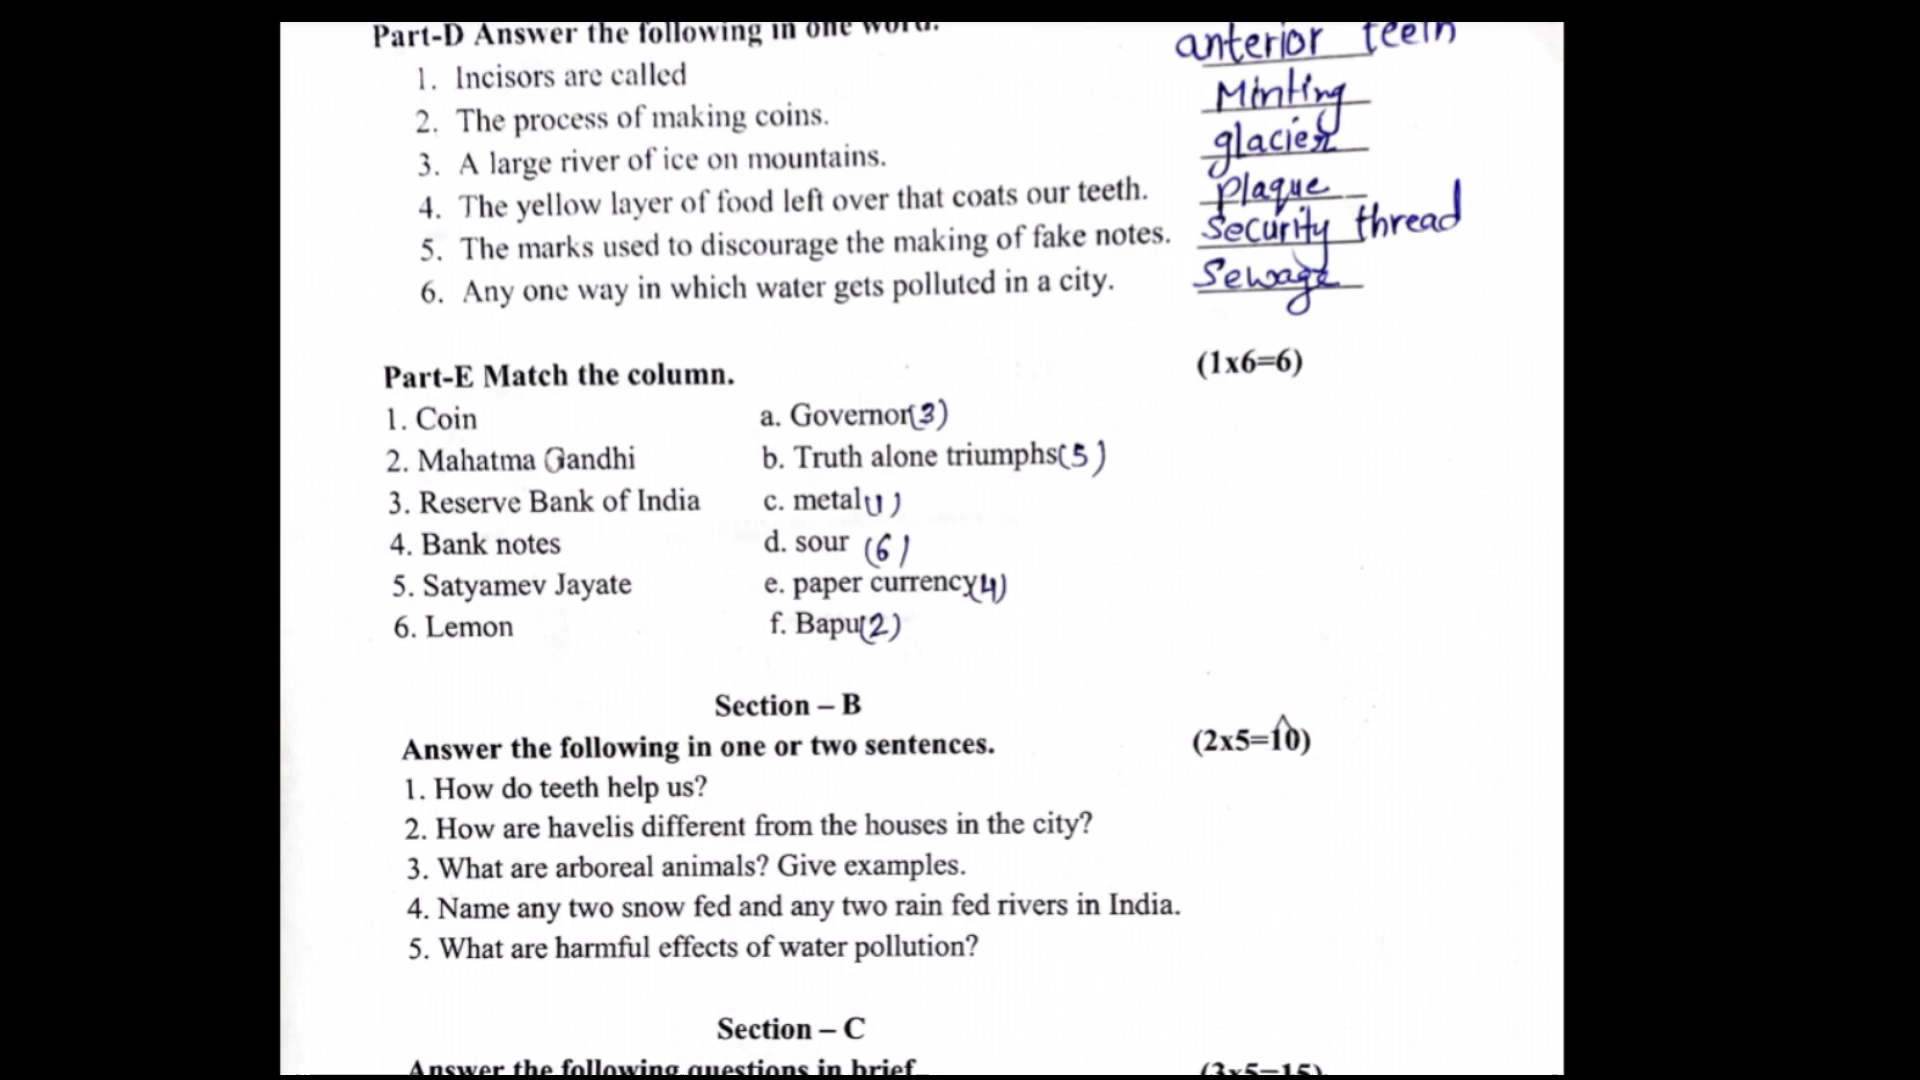 Part-D Answer the following in one word.
anterior teeth
1. Incisors are called
Minting
2. The process of making coins.
glacier
3. A large river of ice on mountains.
plaque
4. The yellow layer of food left over that coats our teeth.
security thread
5. The marks used to discourage the making of fake notes.
Sewage
6. Any one way in which water gets polluted in a city.
Part-E Match the column. (1x6=6)
1. Coin a. Governor(3)
2. Mahatma Gandhi b. Truth alone triumphs(5)
3. Reserve Bank of India c. metal(1)
4. Bank notes d. sour (6)
5. Satyamev Jayate e. paper currency(4)
6. Lemon f. Bapu(2)
Section – B
Answer the following in one or two sentences. (2x5=10)
1. How do teeth help us?
2. How are havelis different from the houses in the city?
3. What are arboreal animals? Give examples.
4. Name any two snow fed and any two rain fed rivers in India.
5. What are harmful effects of water pollution?
Section – C
Answer the following questions in brief (3x5=15)